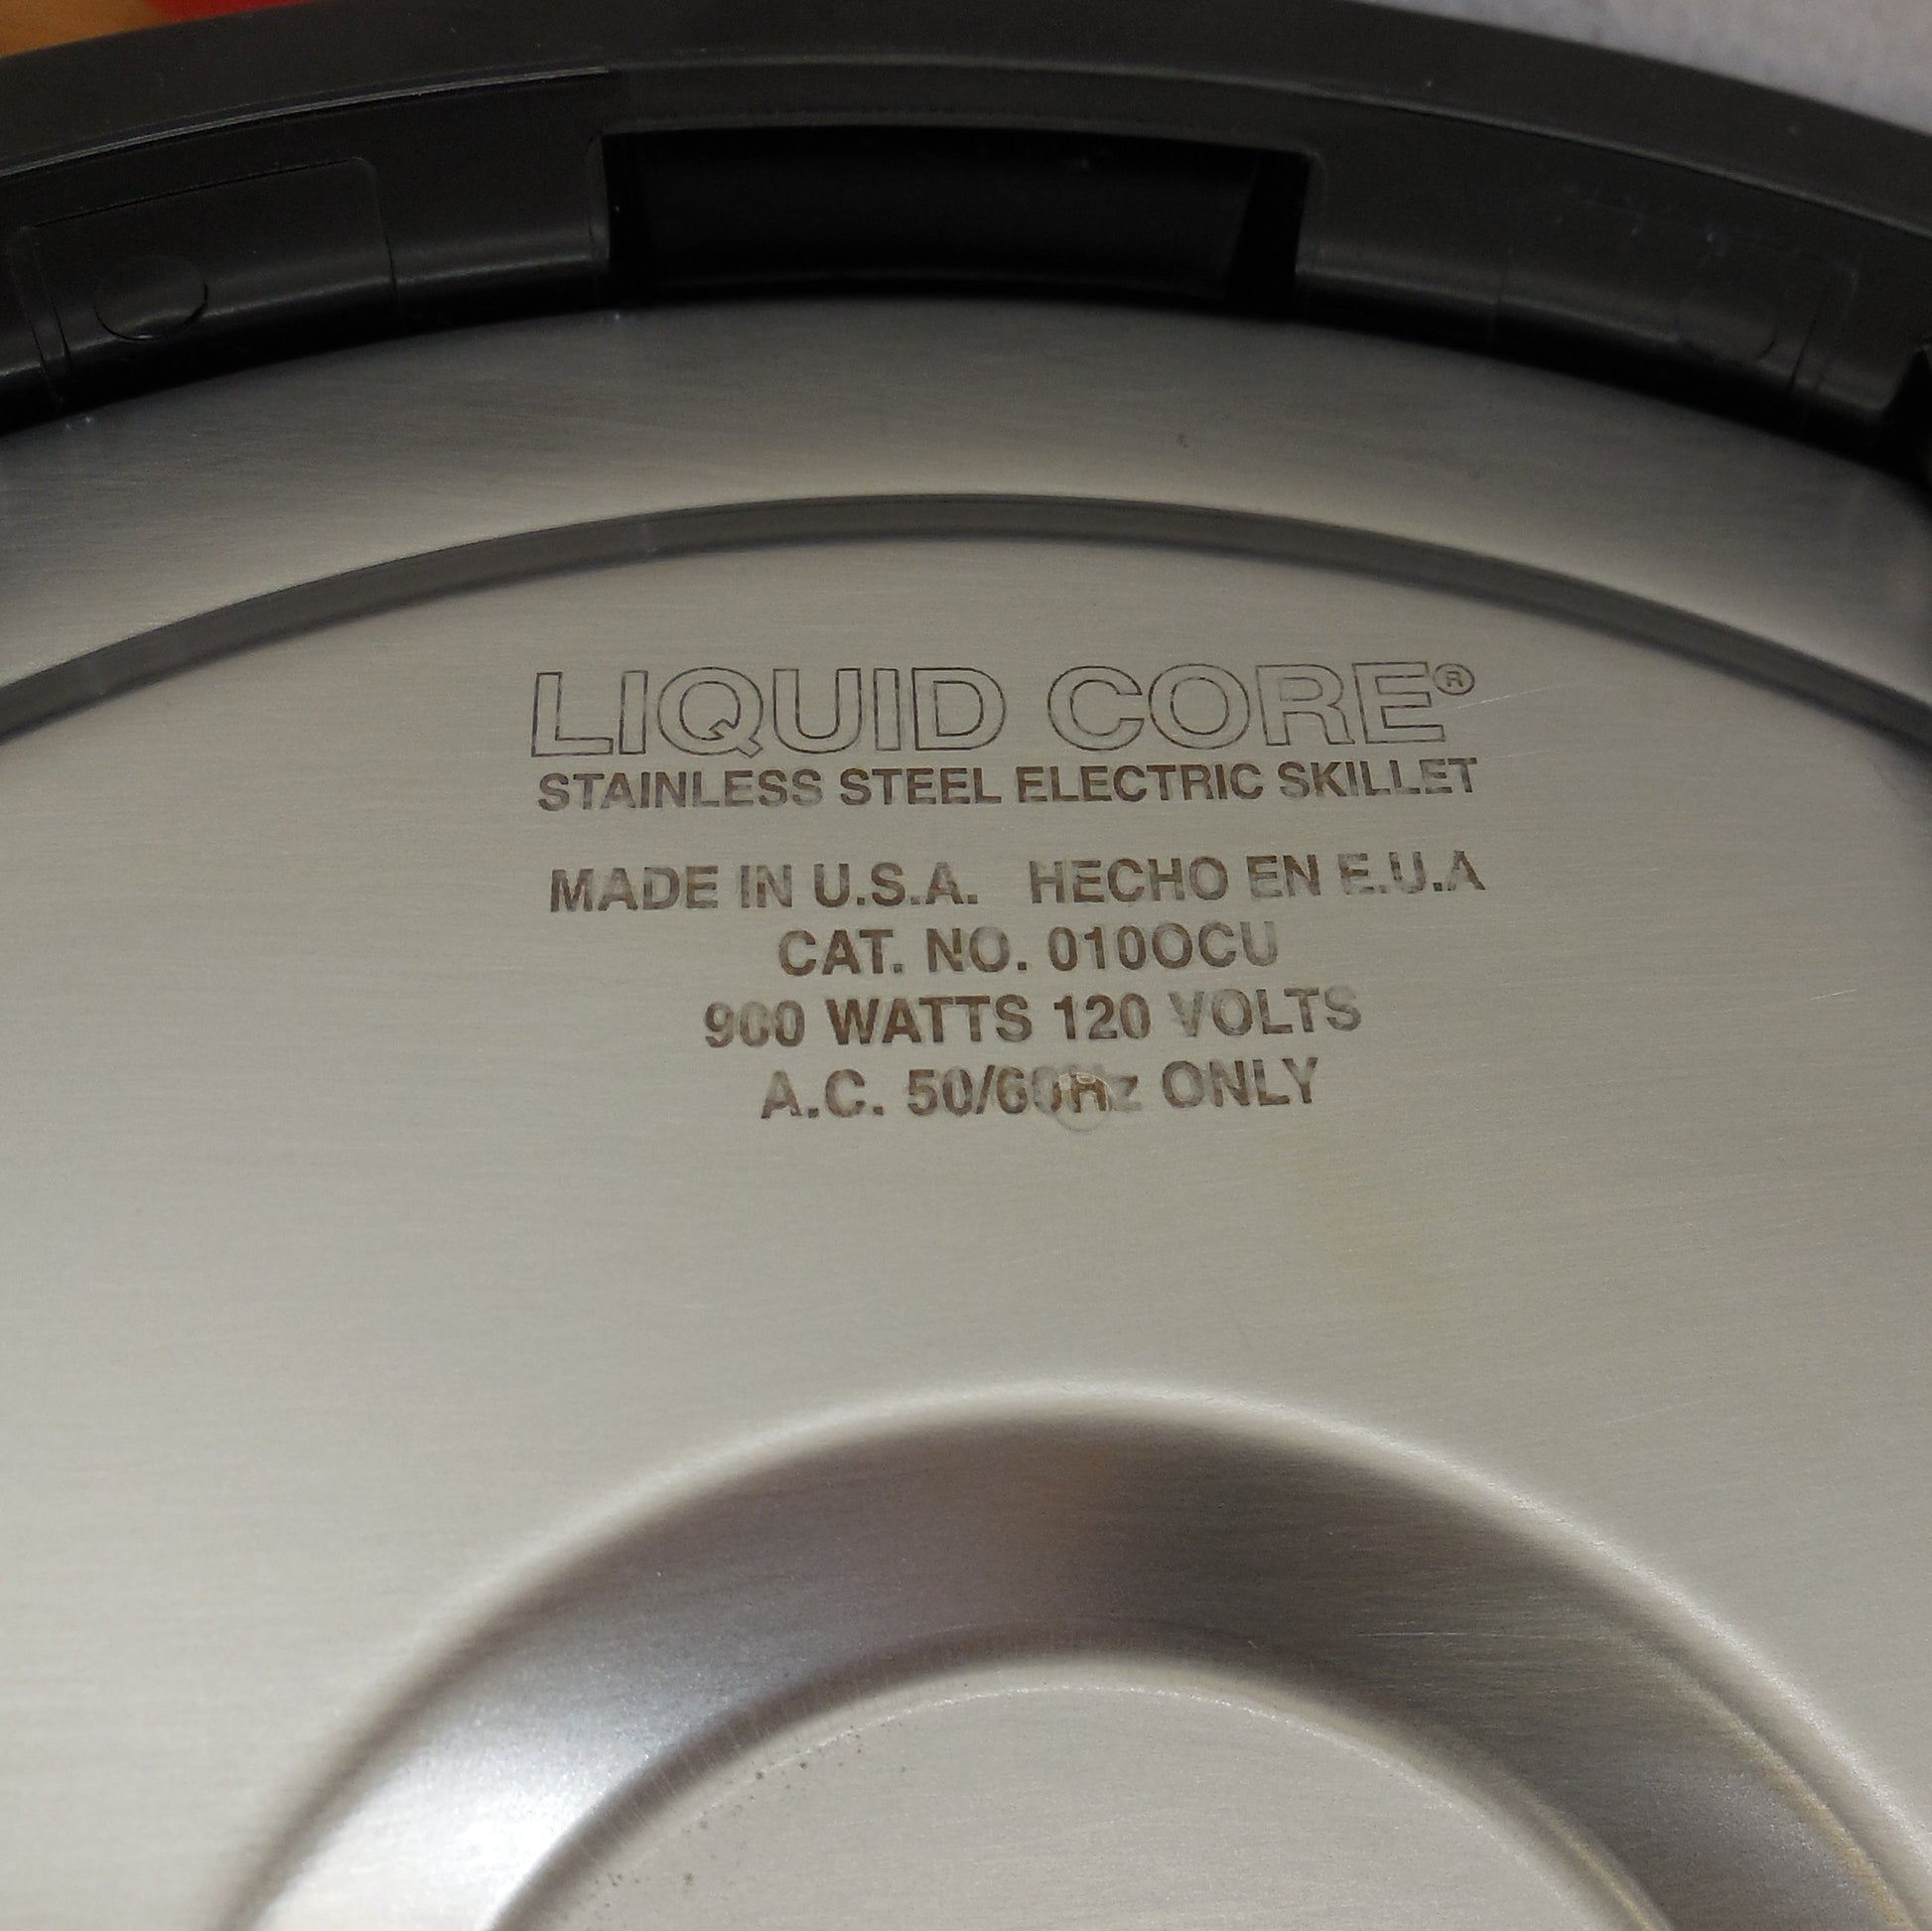 LIQUID CORE®
STAINLESS STEEL ELECTRIC SKILLET
MADE IN U.S.A. HECHO EN E.U.A
CAT. NO. 0100CU
900 WATTS 120 VOLTS
A.C. 50/60Hz ONLY